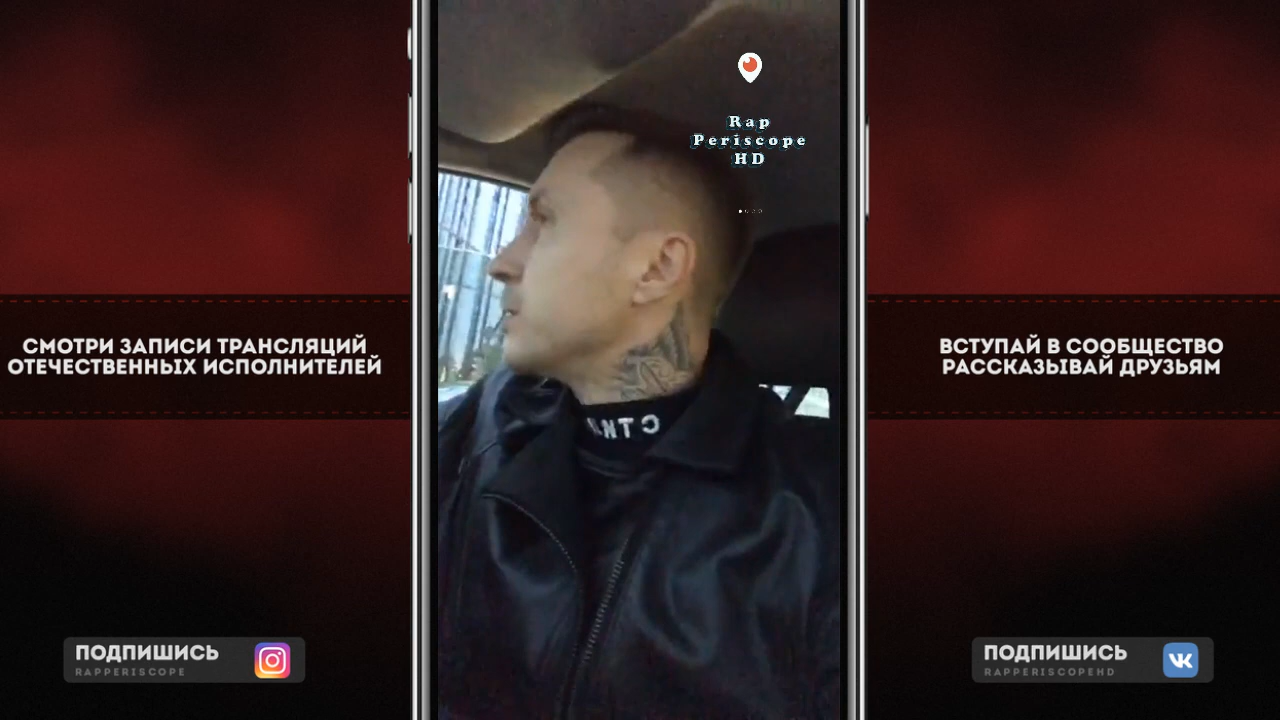 Rap
Periscope
HD
СМОТРИ ЗАПИСИ ТРАНСЛЯЦИЙ
ОТЕЧЕСТВЕННЫХ ИСПОЛНИТЕЛЕЙ
ВСТУПАЙ В СООБЩЕСТВО
РАССКАЗЫВАЙ ДРУЗЬЯМ
ПОДПИШИСЬ
RAPPERISCOPE
ПОДПИШИСЬ
RAPPERISCOPEHD